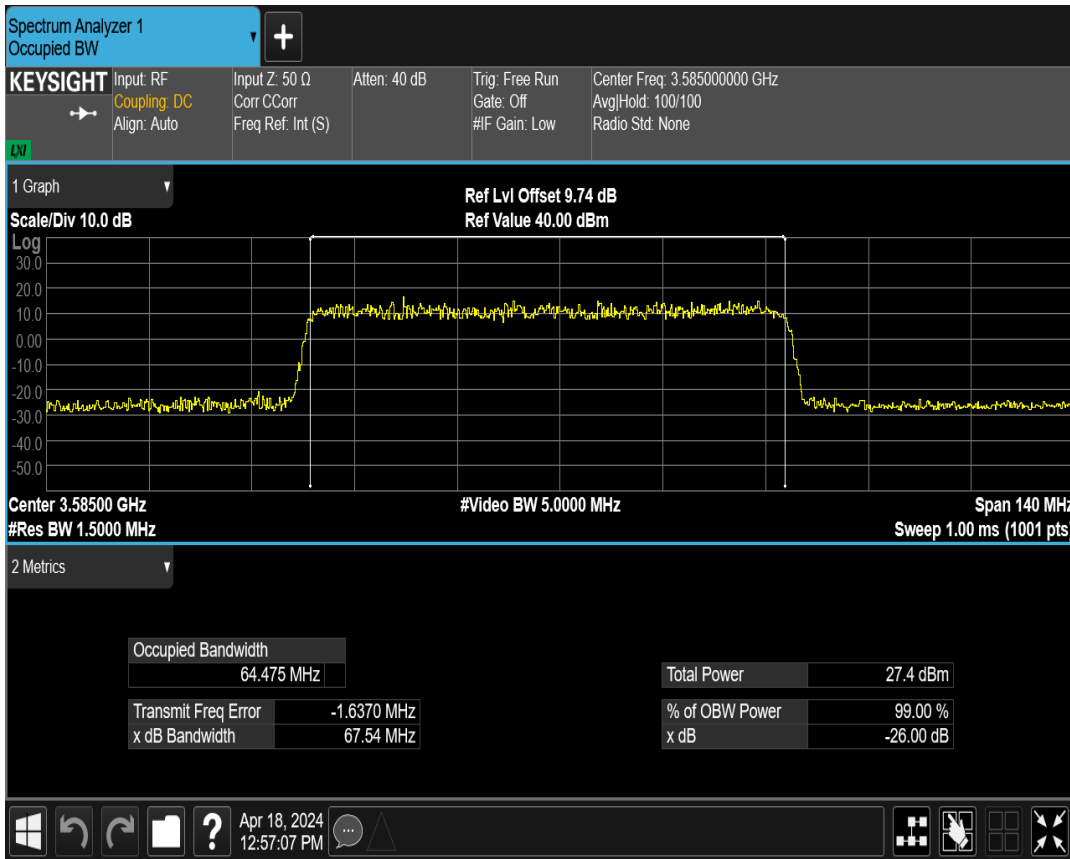 Spectrum Analyzer 1
Occupied BW
+
KEYSIGHT
LXI
Input: RF
Coupling: DC
Align: Auto
Input Z: 50 Ω
Corr CCorr
Freq Ref: Int (S)
Atten: 40 dB
Trig: Free Run
Gate: Off
#IF Gain: Low
Center Freq: 3.585000000 GHz
Avg|Hold: 100/100
Radio Std: None
1 Graph
Scale/Div 10.0 dB
Ref Lvl Offset 9.74 dB
Ref Value 40.00 dBm
Log
30.0
20.0
10.0
0.00
-10.0
-20.0
-30.0
-40.0
-50.0
Center 3.58500 GHz
#Video BW 5.0000 MHz
Span 140 MHz
#Res BW 1.5000 MHz
Sweep 1.00 ms (1001 pts)
2 Metrics
Occupied Bandwidth
64.475 MHz
Total Power 27.4 dBm
Transmit Freq Error -1.6370 MHz
% of OBW Power 99.00 %
x dB Bandwidth 67.54 MHz
x dB -26.00 dB
?
Apr 18, 2024
12:57:07 PM